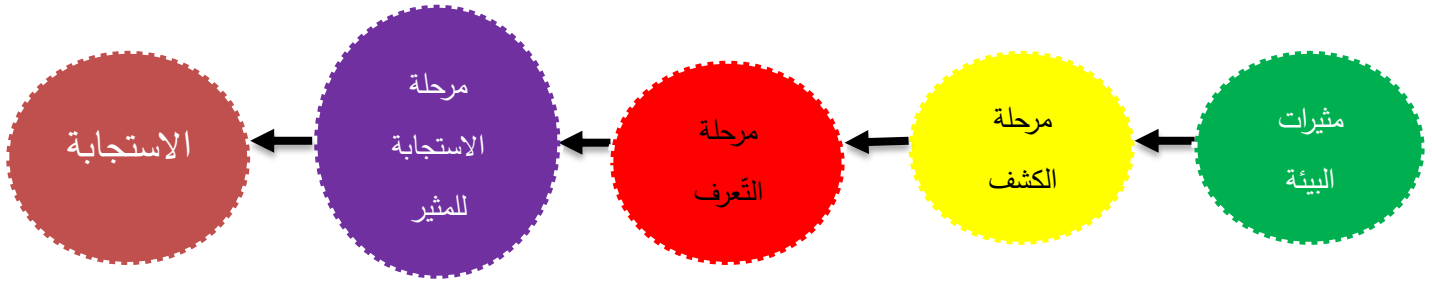 مثيرات
البيئة
مرحلة
الكشف
مرحلة
التّعرف
مرحلة
الاستجابة
للمثير
الاستجابة